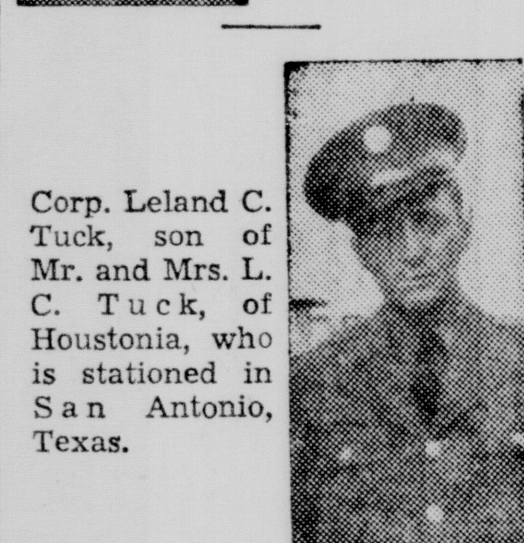 Corp. Leland C.
Tuck, son of
Mr. and Mrs. L.
C. Tuck, of
Houstonia, who
is stationed in
San Antonio,
Texas.